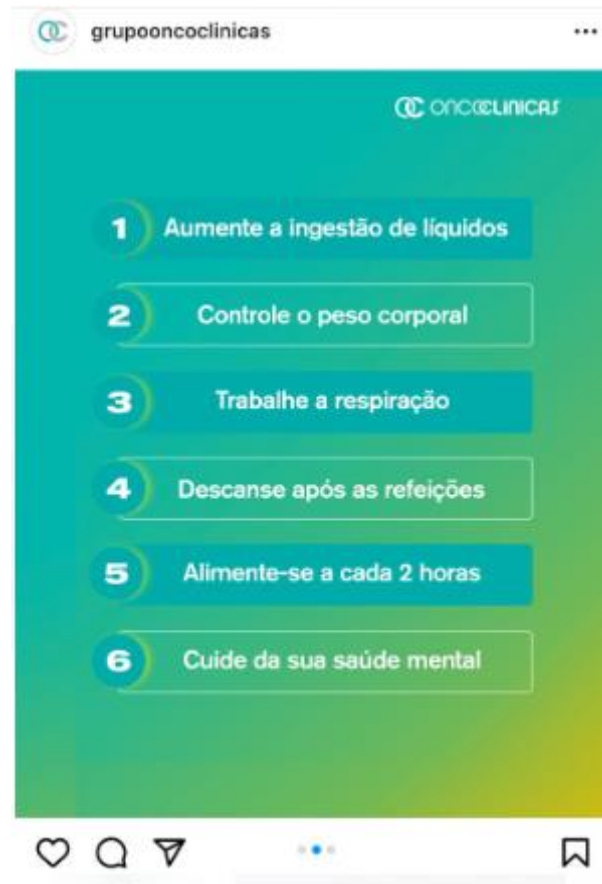 grupooncoclinicas
ONCOCLINICAS
1 Aumente a ingestão de líquidos
2 Controle o peso corporal
3 Trabalhe a respiração
4 Descanse após as refeições
5 Alimente-se a cada 2 horas
6 Cuide da sua saúde mental